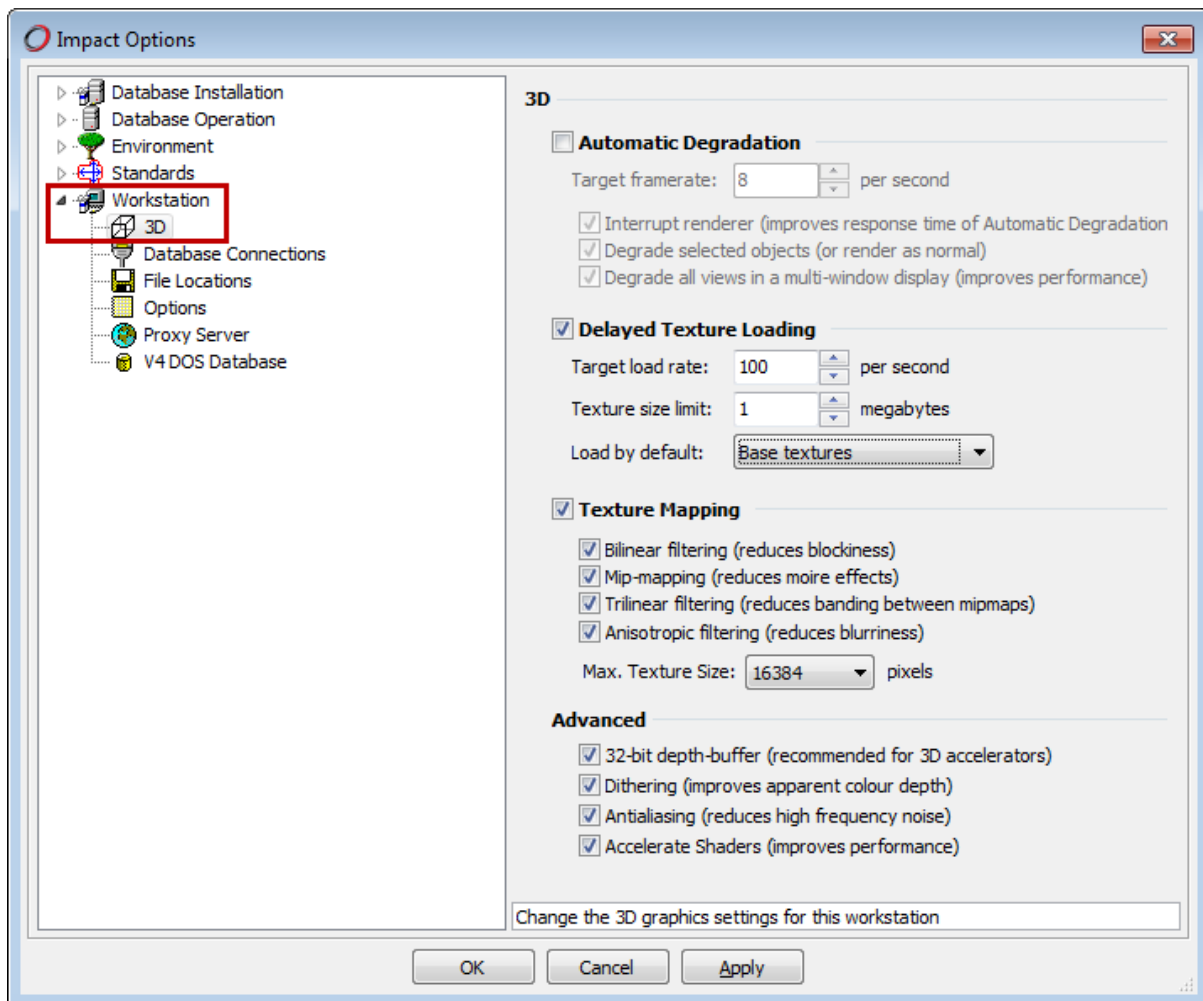 Impact Options
Database Installation
Database Operation
Environment
Standards
Workstation
3D
Database Connections
File Locations
Options
Proxy Server
V4 DOS Database
3D
Automatic Degradation
Target framerate: 8 per second
Interrupt renderer (improves response time of Automatic Degradation
Degrade selected objects (or render as normal)
Degrade all views in a multi-window display (improves performance)
Delayed Texture Loading
Target load rate: 100 per second
Texture size limit: 1 megabytes
Load by default: Base textures
Texture Mapping
Bilinear filtering (reduces blockiness)
Mip-mapping (reduces moire effects)
Trilinear filtering (reduces banding between mipmaps)
Anisotropic filtering (reduces blurriness)
Max. Texture Size: 16384 pixels
Advanced
32-bit depth-buffer (recommended for 3D accelerators)
Dithering (improves apparent colour depth)
Antialiasing (reduces high frequency noise)
Accelerate Shaders (improves performance)
Change the 3D graphics settings for this workstation
OK Cancel Apply